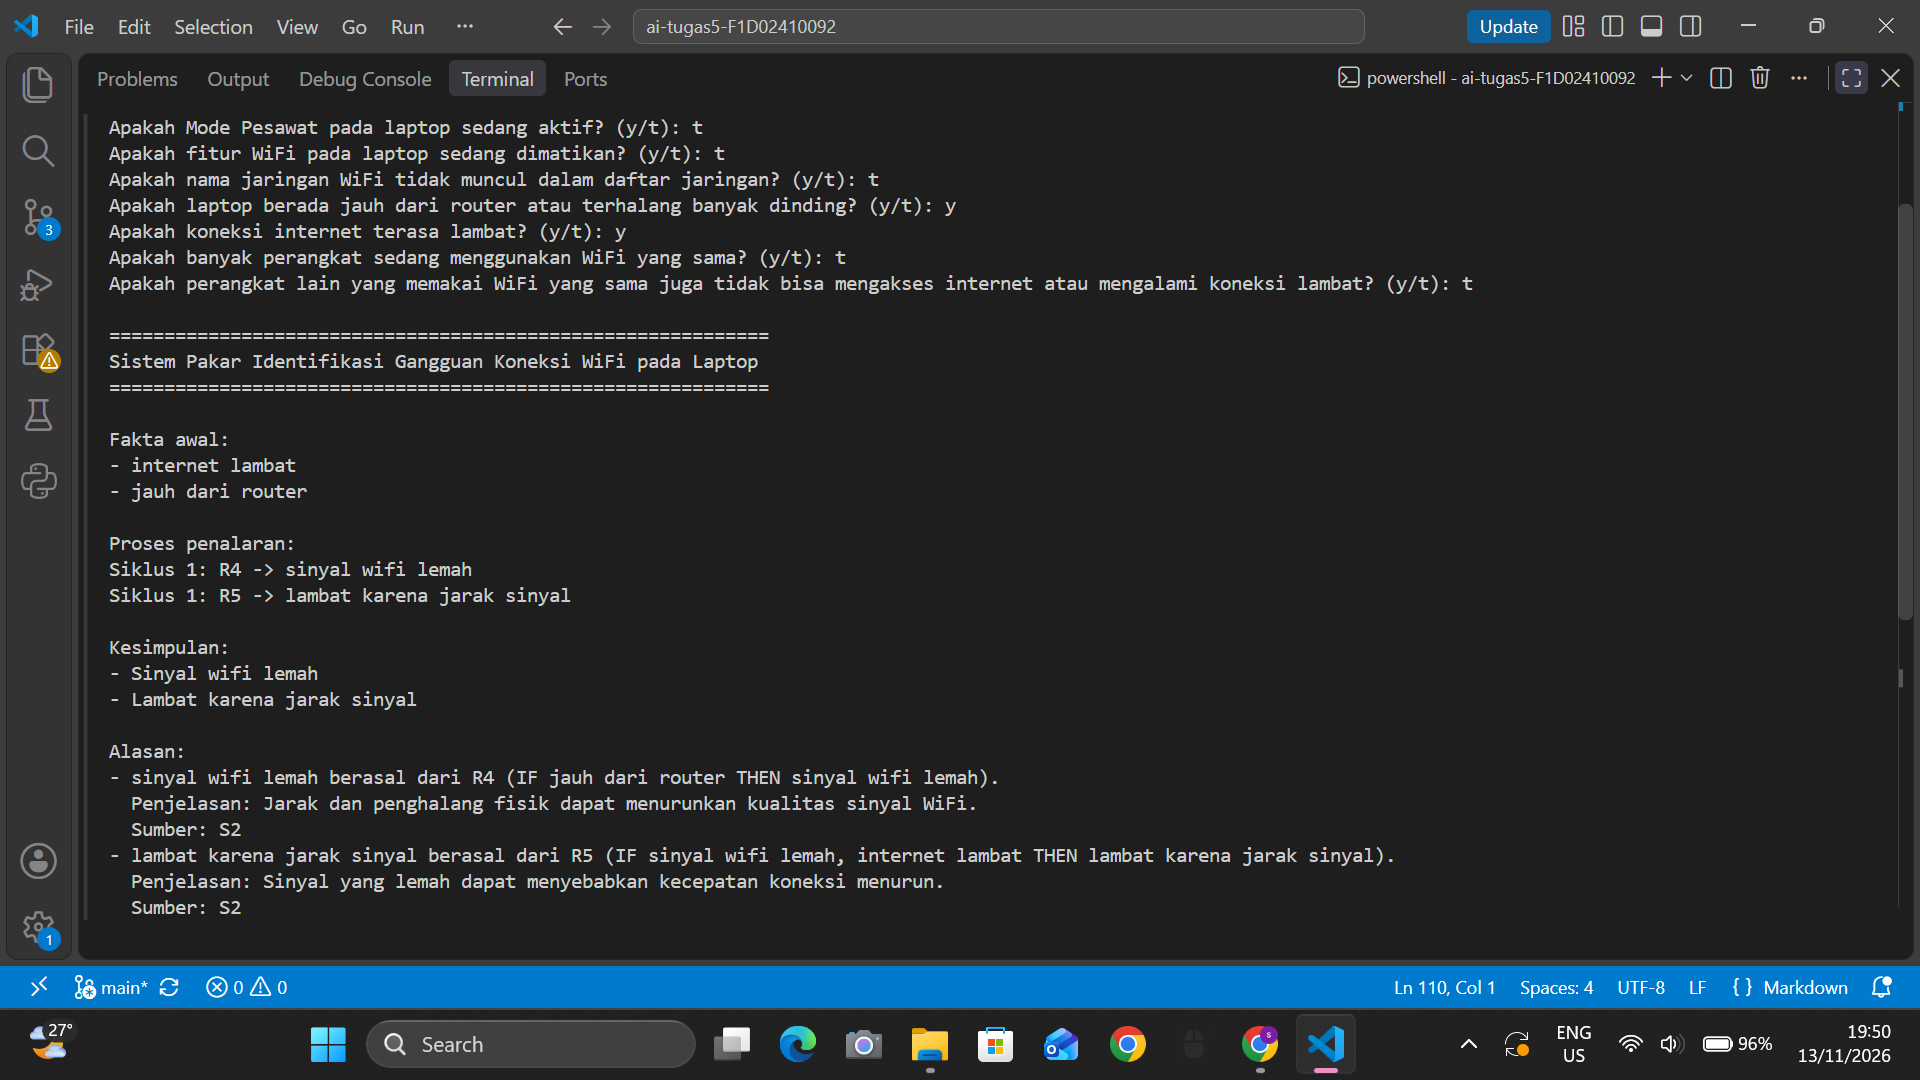 File Edit Selection View Go Run ···
ai-tugas5-F1D02410092
Update
Problems Output Debug Console Terminal Ports
powershell - ai-tugas5-F1D02410092
Apakah Mode Pesawat pada laptop sedang aktif? (y/t): t
Apakah fitur WiFi pada laptop sedang dimatikan? (y/t): t
Apakah nama jaringan WiFi tidak muncul dalam daftar jaringan? (y/t): t
Apakah laptop berada jauh dari router atau terhalang banyak dinding? (y/t): y
Apakah koneksi internet terasa lambat? (y/t): y
Apakah banyak perangkat sedang menggunakan WiFi yang sama? (y/t): t
Apakah perangkat lain yang memakai WiFi yang sama juga tidak bisa mengakses internet atau mengalami koneksi lambat? (y/t): t
============================================================
Sistem Pakar Identifikasi Gangguan Koneksi WiFi pada Laptop
============================================================
Fakta awal:
- internet lambat
- jauh dari router
Proses penalaran:
Siklus 1: R4 -> sinyal wifi lemah
Siklus 1: R5 -> lambat karena jarak sinyal
Kesimpulan:
- Sinyal wifi lemah
- Lambat karena jarak sinyal
Alasan:
- sinyal wifi lemah berasal dari R4 (IF jauh dari router THEN sinyal wifi lemah).
Penjelasan: Jarak dan penghalang fisik dapat menurunkan kualitas sinyal WiFi.
Sumber: S2
- lambat karena jarak sinyal berasal dari R5 (IF sinyal wifi lemah, internet lambat THEN lambat karena jarak sinyal).
Penjelasan: Sinyal yang lemah dapat menyebabkan kecepatan koneksi menurun.
Sumber: S2
3
1
main* 0 0
Ln 110, Col 1 Spaces: 4 UTF-8 LF { } Markdown
27°
Search
ENG
US
96%
19:50
13/11/2026